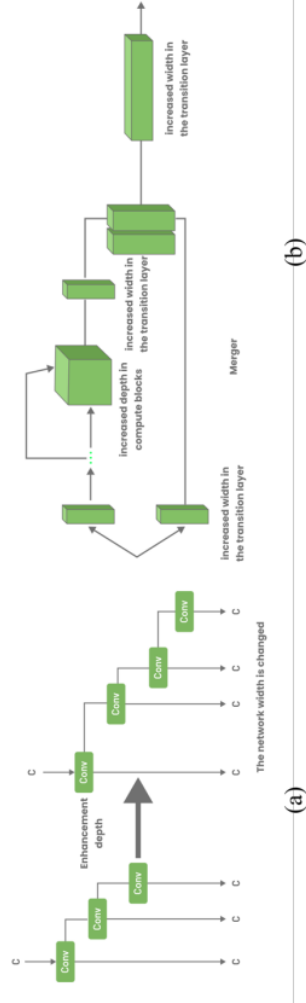 C
Conv
Conv
Conv
C
C
C
Enhancement
depth
C
Conv
Conv
Conv
Conv
C
C
C
C
The network width is changed
(a)
increased width in
the transition layer
increased depth in
compute blocks
increased width in
the transition layer
Merger
increased width in
the transition layer
(b)